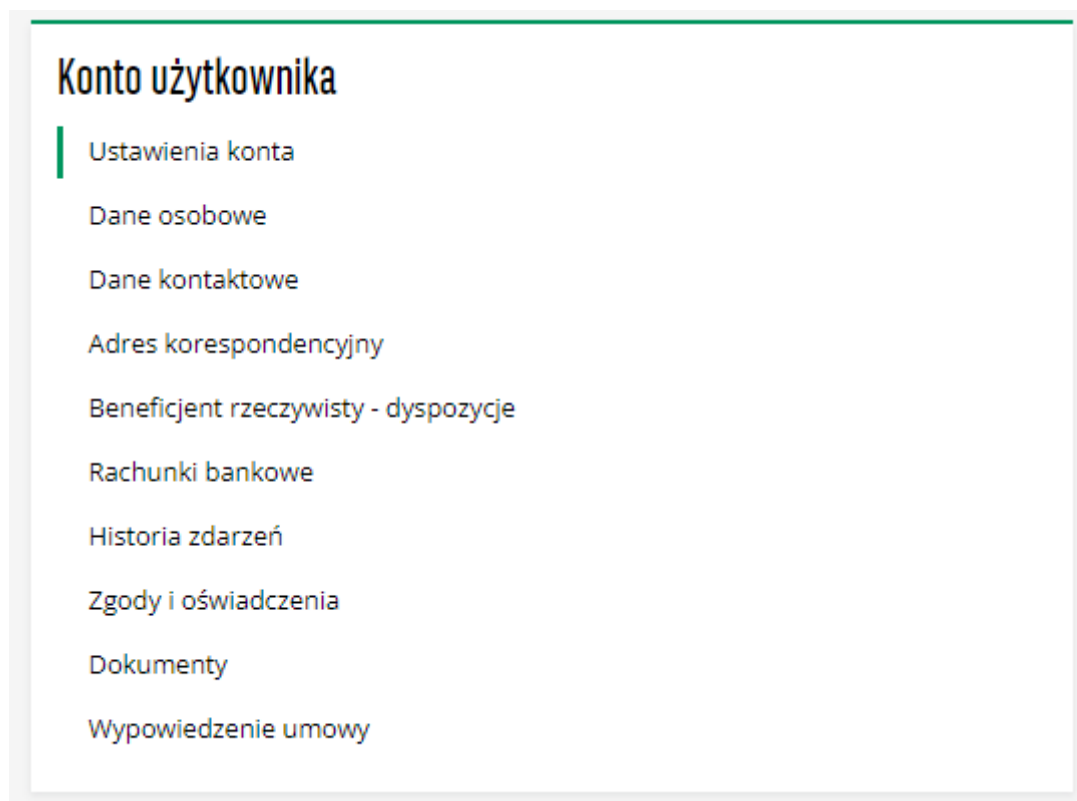 Konto użytkownika
Ustawienia konta
Dane osobowe
Dane kontaktowe
Adres korespondencyjny
Beneficjent rzeczywisty - dyspozycje
Rachunki bankowe
Historia zdarzeń
Zgody i oświadczenia
Dokumenty
Wypowiedzenie umowy